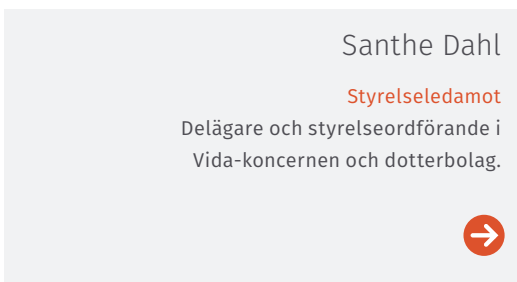 Santhe Dahl
Styrelseledamot
Delägare och styrelseordförande i
Vida-koncernen och dotterbolag.